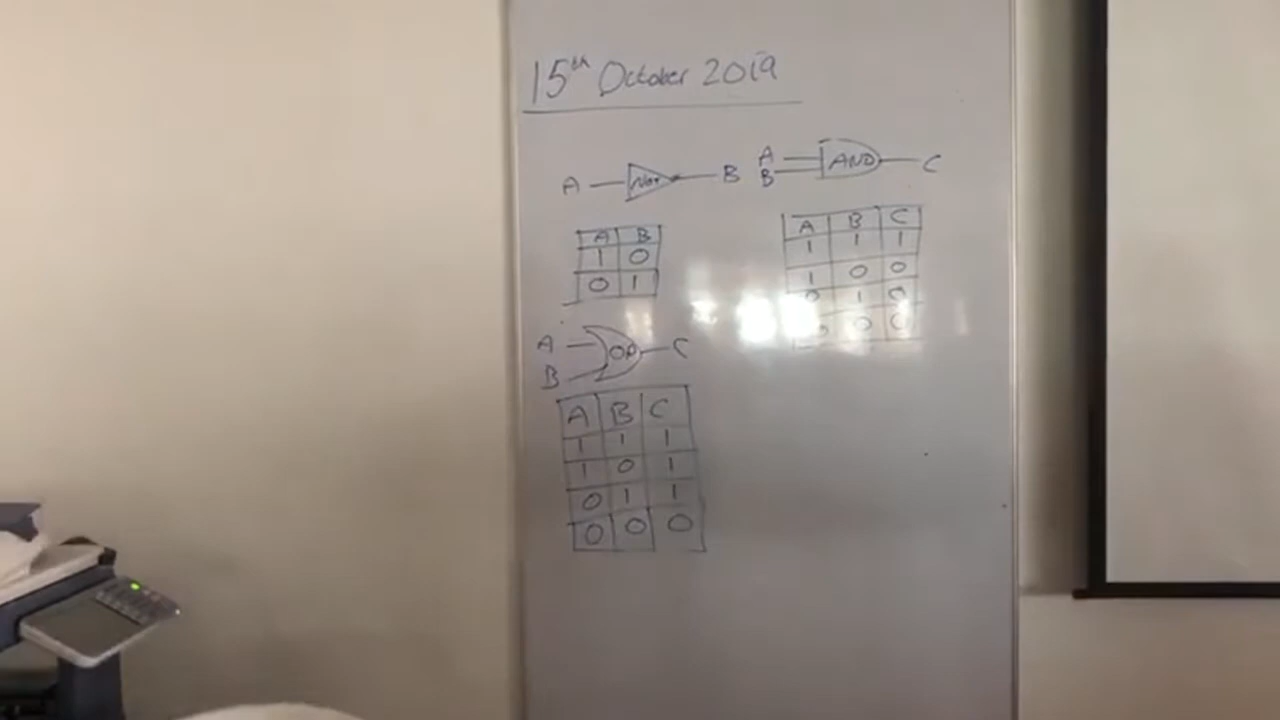 15th October 2019
A Not B
A B AND C
A B
1 0
0 1
A B C
1 1 1
1 0 0
0 1 0
0 0 0
A B OR C
A B C
1 1 1
1 0 1
0 1 1
0 0 0